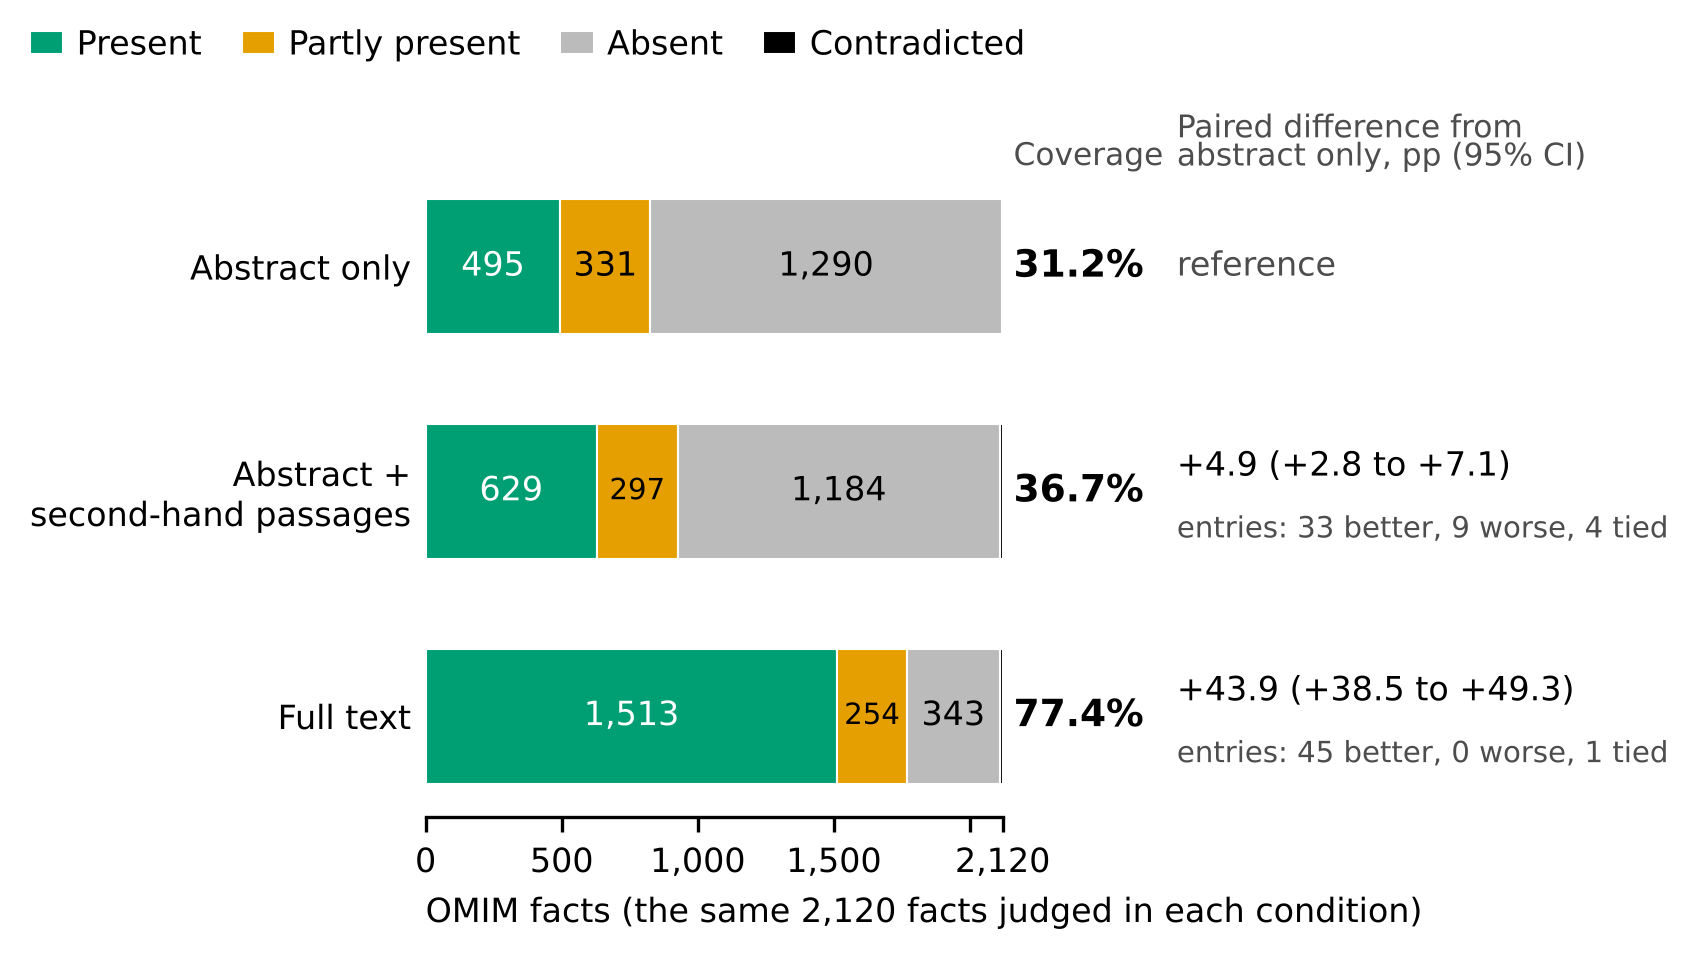 Present Partly present Absent Contradicted
Paired difference from
Coverage abstract only, pp (95% CI)
Abstract only 495 331 1,290 31.2% reference
Abstract +
second-hand passages
629 297 1,184 36.7%
+4.9 (+2.8 to +7.1)
entries: 33 better, 9 worse, 4 tied
Full text 1,513 254 343 77.4%
+43.9 (+38.5 to +49.3)
entries: 45 better, 0 worse, 1 tied
0 500 1,000 1,500 2,120
OMIM facts (the same 2,120 facts judged in each condition)